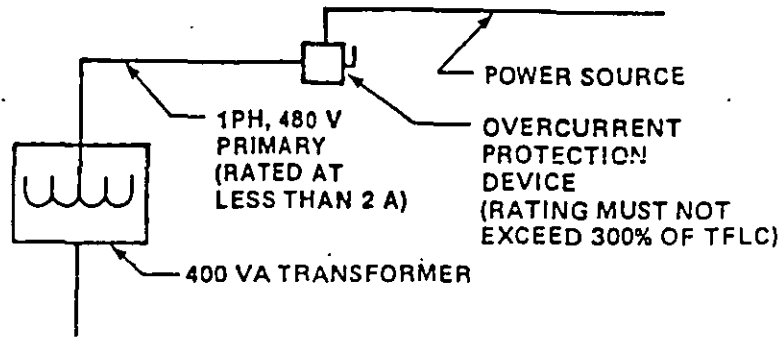 POWER SOURCE
1PH, 480 V
PRIMARY
(RATED AT
LESS THAN 2 A)
OVERCURRENT
PROTECTION
DEVICE
(RATING MUST NOT
EXCEED 300% OF TFLC)
400 VA TRANSFORMER